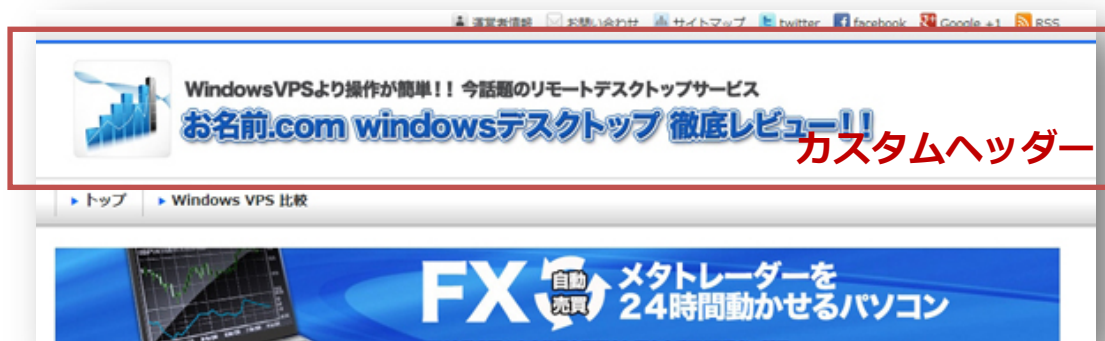 運営者情報 お問い合わせ サイトマップ twitter facebook Google +1 RSS
WindowsVPSより操作が簡単!! 今話題のリモートデスクトップサービス
お名前.com windowsデスクトップ 徹底レビュー!!
カスタムヘッダー
トップ Windows VPS 比較
FX 自動売買 メタトレーダーを
24時間動かせるパソコン